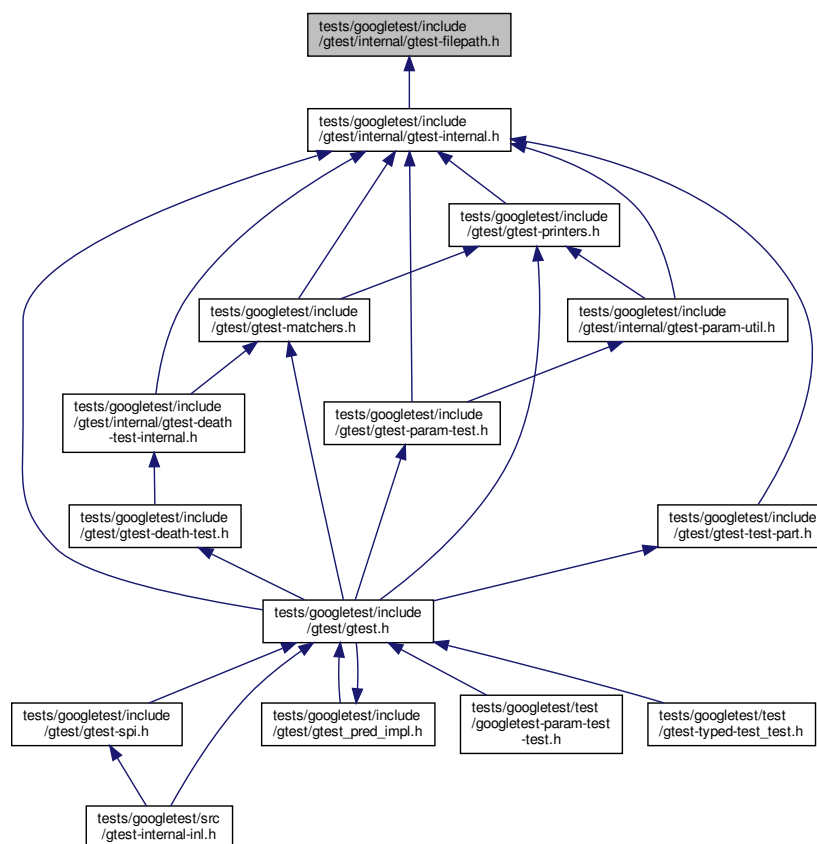 tests/googletest/include
/gtest/internal/gtest-filepath.h
tests/googletest/include
/gtest/internal/gtest-internal.h
tests/googletest/include
/gtest/gtest-printers.h
tests/googletest/include
/gtest/gtest-matchers.h
tests/googletest/include
/gtest/internal/gtest-param-util.h
tests/googletest/include
/gtest/internal/gtest-death
-test-internal.h
tests/googletest/include
/gtest/gtest-param-test.h
tests/googletest/include
/gtest/gtest-death-test.h
tests/googletest/include
/gtest/gtest-test-part.h
tests/googletest/include
/gtest/gtest.h
tests/googletest/include
/gtest/gtest-spi.h
tests/googletest/include
/gtest/gtest_pred_impl.h
tests/googletest/test
/googletest-param-test
-test.h
tests/googletest/test
/gtest-typed-test_test.h
tests/googletest/src
/gtest-internal-inl.h